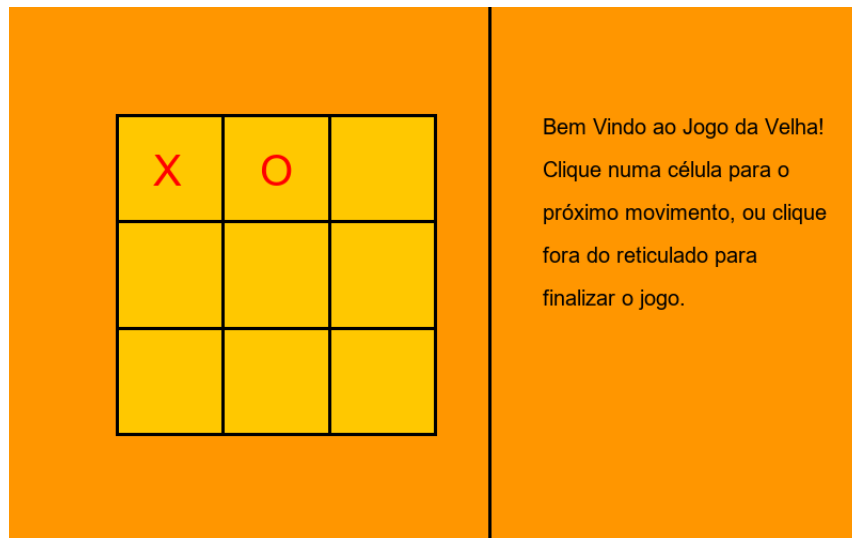 X O
Bem Vindo ao Jogo da Velha!
Clique numa célula para o
próximo movimento, ou clique
fora do reticulado para
finalizar o jogo.